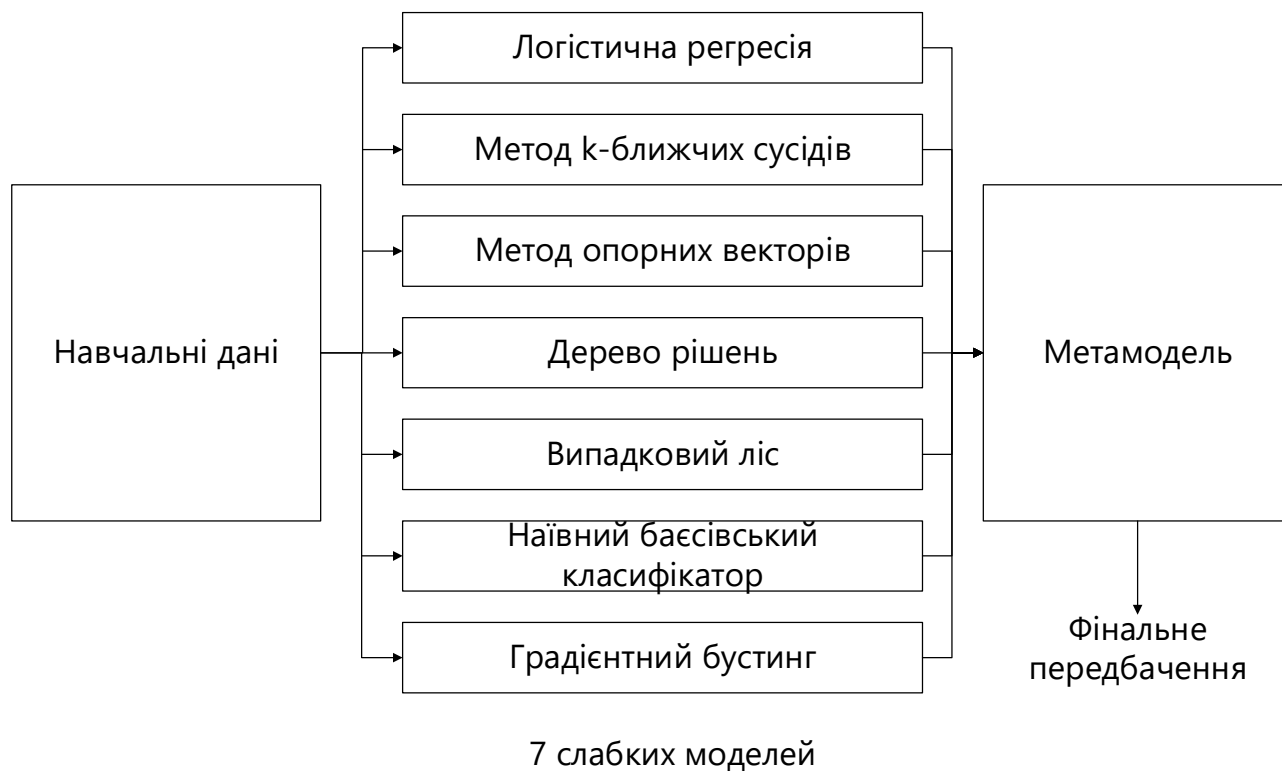 Логістична регресія
Метод k-ближчих сусідів
Метод опорних векторів
Навчальні дані
Дерево рішень
Метамодель
Випадковий ліс
Наївний баєсівський
класифікатор
Градієнтний бустинг
Фінальне
передбачення
7 слабких моделей